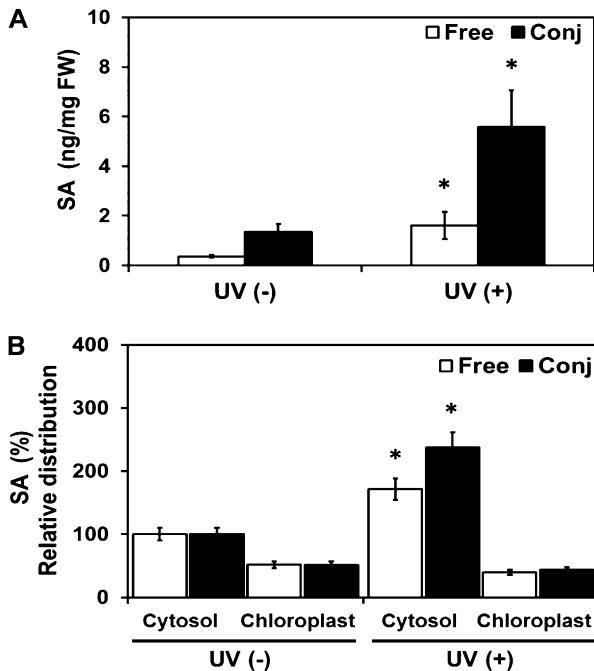 A
Free Conj
SA (ng/mg FW)
10
8
6
4
2
0
*
*
UV (-) UV (+)
B
Free Conj
SA (%)
Relative distribution
400
300
200
100
0
*
*
Cytosol Chloroplast Cytosol Chloroplast
UV (-) UV (+)